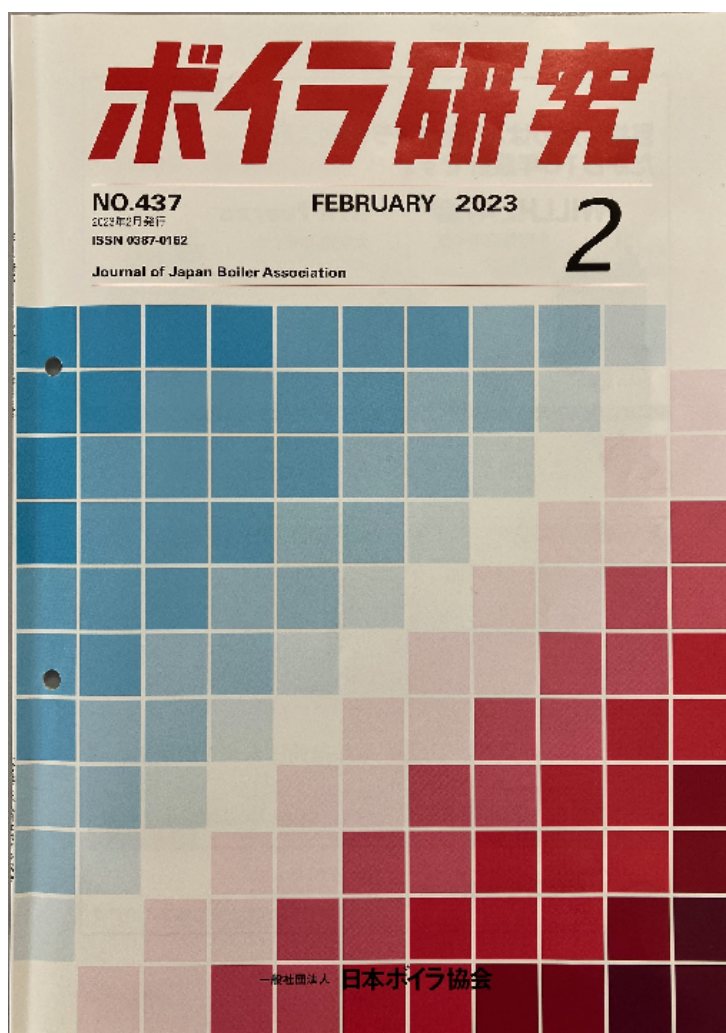 ボイラ研究
NO.437 FEBRUARY 2023 2
2023年2月発行
ISSN 0387-0162
Journal of Japan Boiler Association
一般社団法人 日本ボイラ協会